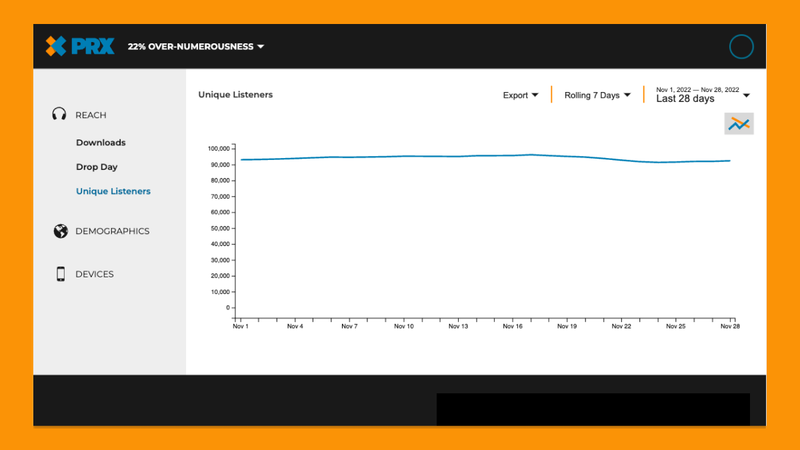 PRX
22% OVER-NUMEROUSNESS
REACH
Downloads
Drop Day
Unique Listeners
DEMOGRAPHICS
DEVICES
Unique Listeners
Export
Rolling 7 Days
Nov 1, 2022 — Nov 28, 2022
Last 28 days
100,000
90,000
80,000
70,000
60,000
50,000
40,000
30,000
20,000
10,000
0
Nov 1
Nov 4
Nov 7
Nov 10
Nov 13
Nov 16
Nov 19
Nov 22
Nov 25
Nov 28